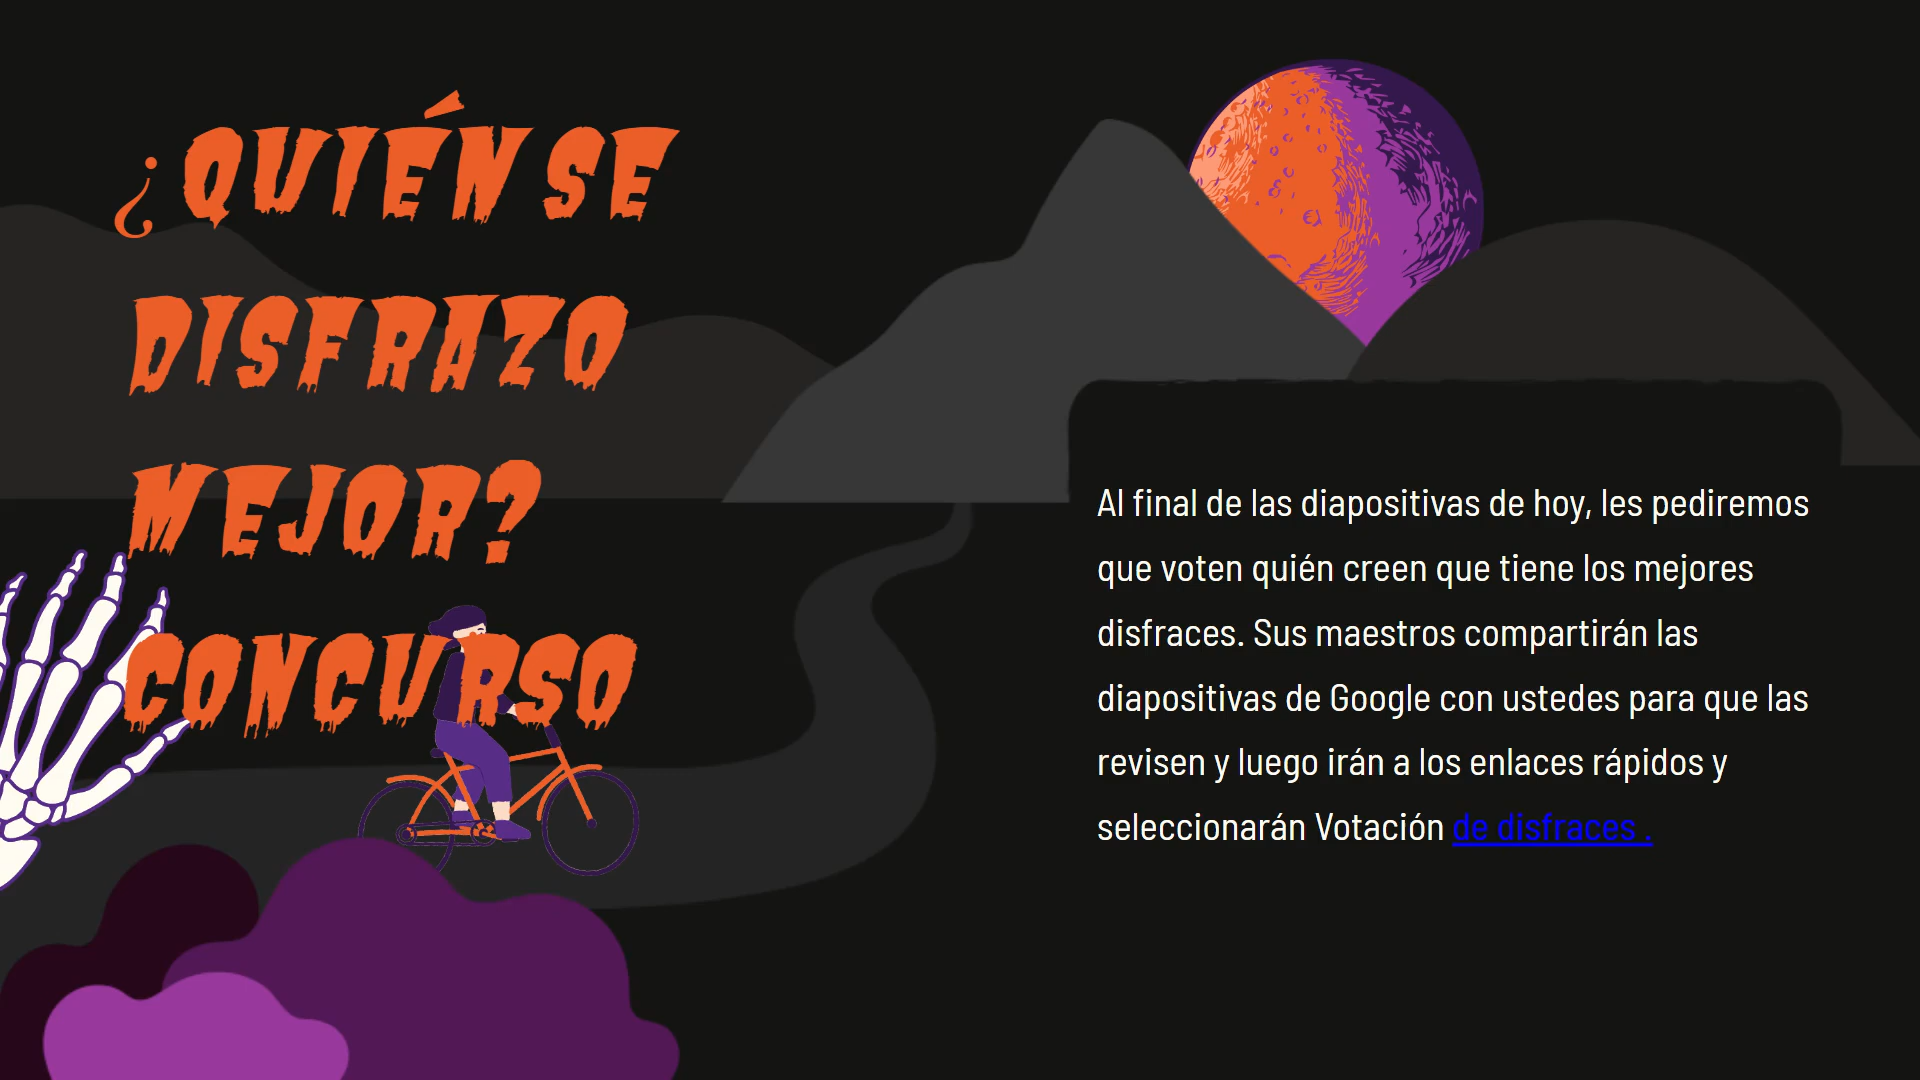 ¿QUIÉN SE
DISFRAZO
MEJOR?
CONCURSO
Al final de las diapositivas de hoy, les pediremos
que voten quién creen que tiene los mejores
disfraces. Sus maestros compartirán las
diapositivas de Google con ustedes para que las
revisen y luego irán a los enlaces rápidos y
seleccionarán Votación de disfraces .